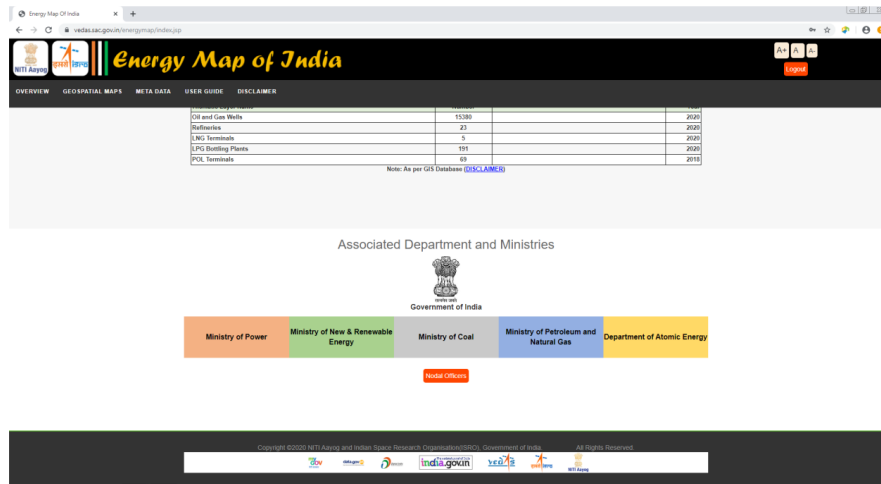 Energy Map Of India
vedas.sac.gov.in/energymap/index.jsp
NITI Aayog
इसरो isro
Energy Map of India
A+ A A-
Logout
OVERVIEW GEOSPATIAL MAPS META DATA USER GUIDE DISCLAIMER
Oil and Gas Wells 15380 2020
Refineries 23 2020
LNG Terminals 5 2020
LPG Bottling Plants 191 2020
POL Terminals 69 2018
Note: As per GIS Database (DISCLAIMER)
Associated Department and Ministries
सत्यमेव जयते
Government of India
Ministry of Power
Ministry of New & Renewable
Energy
Ministry of Coal
Ministry of Petroleum and
Natural Gas
Department of Atomic Energy
Nodal Officers
Copyright ©2020 NITI Aayog and Indian Space Research Organisation(ISRO), Government of India All Rights Reserved
india.gov.in
NITI Aayog